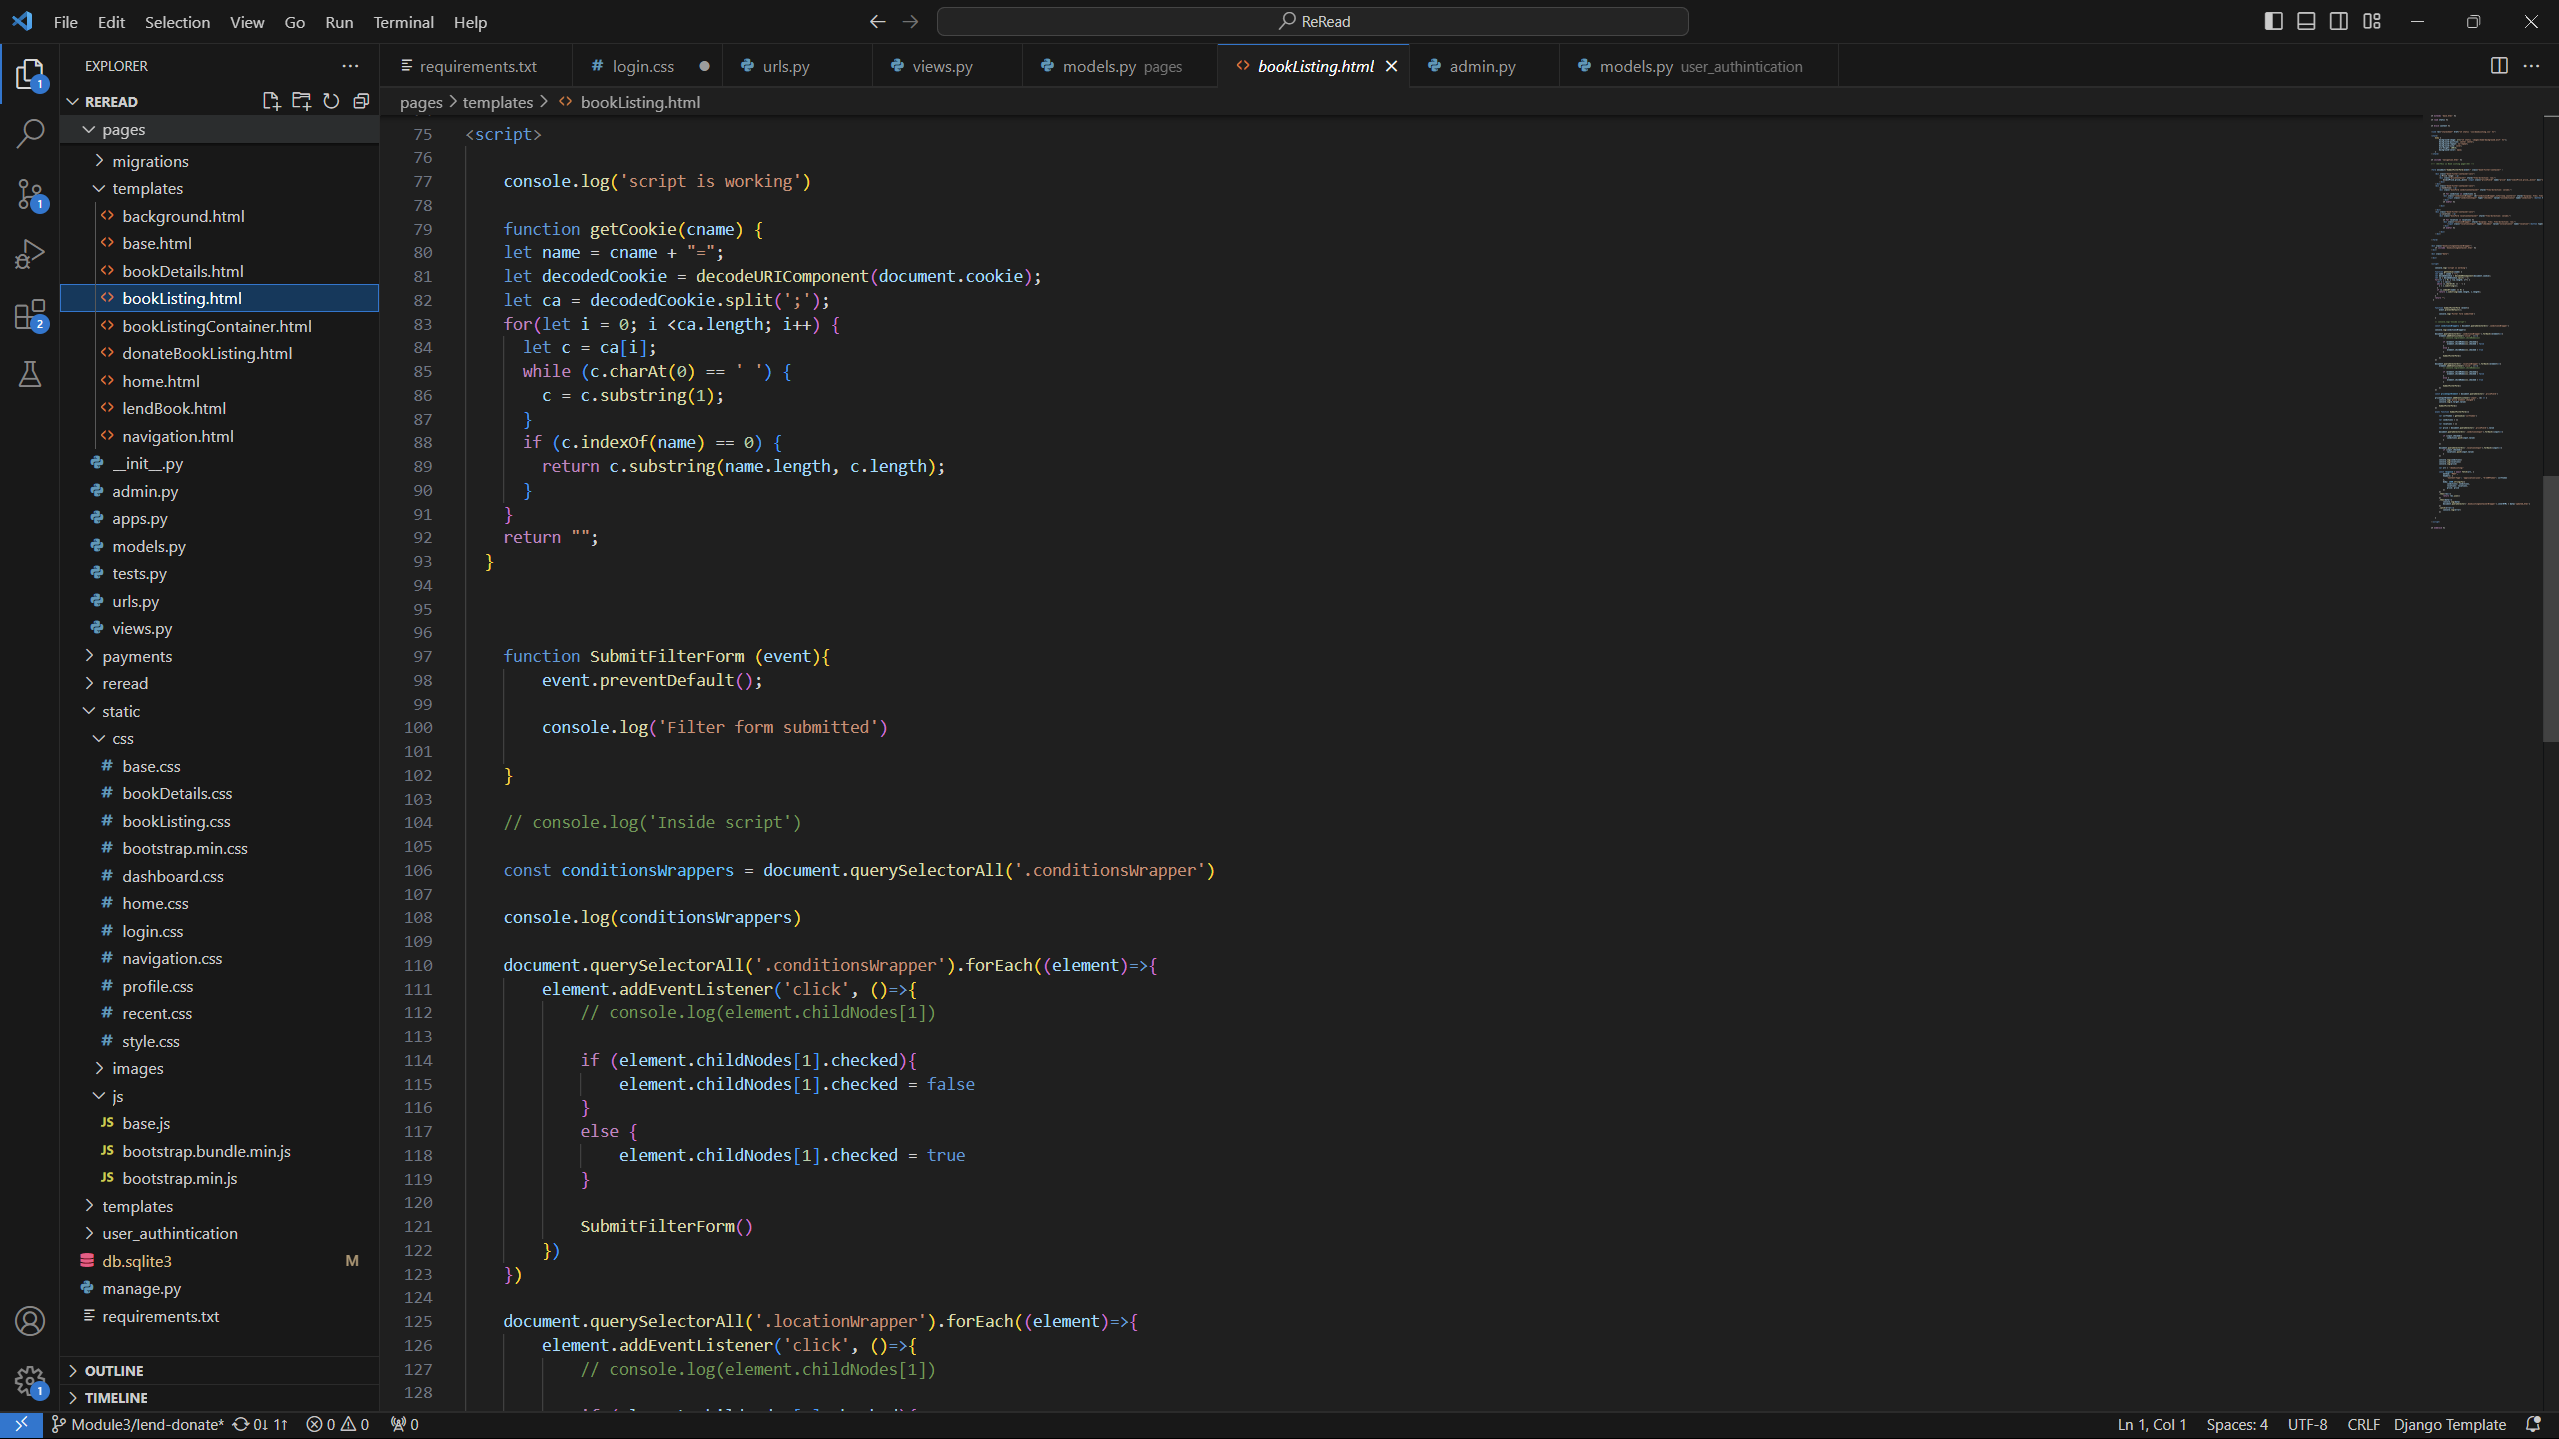 File Edit Selection View Go Run Terminal Help
ReRead
EXPLORER
requirements.txt
login.css
urls.py
views.py
models.py pages
bookListing.html
admin.py
models.py user_authintication
REREAD
pages > templates > bookListing.html
pages
migrations
templates
background.html
base.html
bookDetails.html
bookListing.html
bookListingContainer.html
donateBookListing.html
home.html
lendBook.html
navigation.html
__init__.py
admin.py
apps.py
models.py
tests.py
urls.py
views.py
payments
reread
static
css
base.css
bookDetails.css
bookListing.css
bootstrap.min.css
dashboard.css
home.css
login.css
navigation.css
profile.css
recent.css
style.css
images
js
JS base.js
JS bootstrap.bundle.min.js
JS bootstrap.min.js
templates
user_authintication
db.sqlite3 M
manage.py
requirements.txt
OUTLINE
TIMELINE
75 <script>
76
77 console.log('script is working')
78
79 function getCookie(cname) {
80 let name = cname + "=";
81 let decodedCookie = decodeURIComponent(document.cookie);
82 let ca = decodedCookie.split(';');
83 for(let i = 0; i <ca.length; i++) {
84 let c = ca[i];
85 while (c.charAt(0) == ' ') {
86 c = c.substring(1);
87 }
88 if (c.indexOf(name) == 0) {
89 return c.substring(name.length, c.length);
90 }
91 }
92 return "";
93 }
94
95
96
97 function SubmitFilterForm (event){
98 event.preventDefault();
99
100 console.log('Filter form submitted')
101
102 }
103
104 // console.log('Inside script')
105
106 const conditionsWrappers = document.querySelectorAll('.conditionsWrapper')
107
108 console.log(conditionsWrappers)
109
110 document.querySelectorAll('.conditionsWrapper').forEach((element)=>{
111 element.addEventListener('click', ()=>{
112 // console.log(element.childNodes[1])
113
114 if (element.childNodes[1].checked){
115 element.childNodes[1].checked = false
116 }
117 else {
118 element.childNodes[1].checked = true
119 }
120
121 SubmitFilterForm()
122 })
123 })
124
125 document.querySelectorAll('.locationWrapper').forEach((element)=>{
126 element.addEventListener('click', ()=>{
127 // console.log(element.childNodes[1])
128
1
1
2
1
Module3/lend-donate* 0↓ 1↑ 0 0 0
Ln 1, Col 1 Spaces: 4 UTF-8 CRLF Django Template